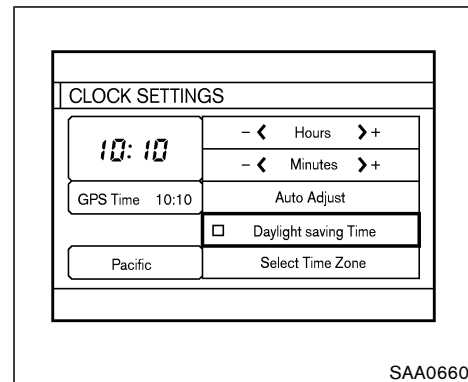 CLOCK SETTINGS
10:10
- < Hours > +
- < Minutes > +
GPS Time 10:10
Auto Adjust
Daylight saving Time
Pacific
Select Time Zone
SAA0660